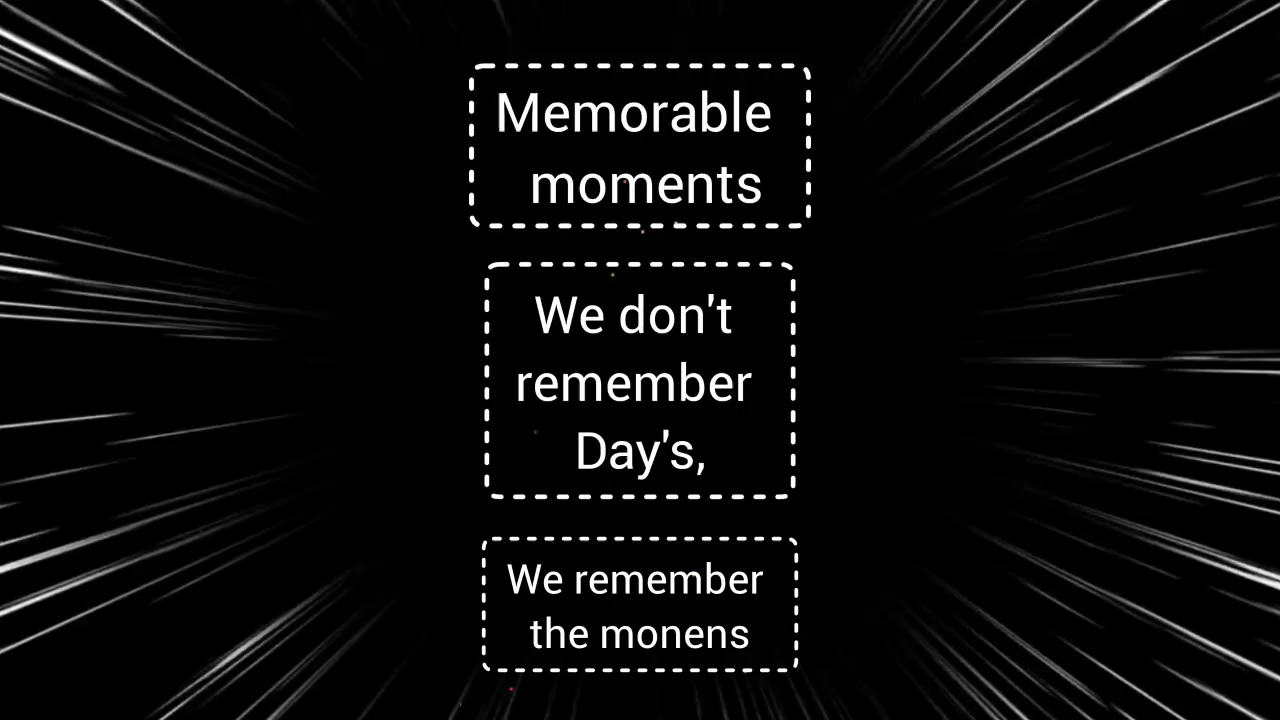 Memorable
moments
We don't
remember
Day's,
We remember
the monens